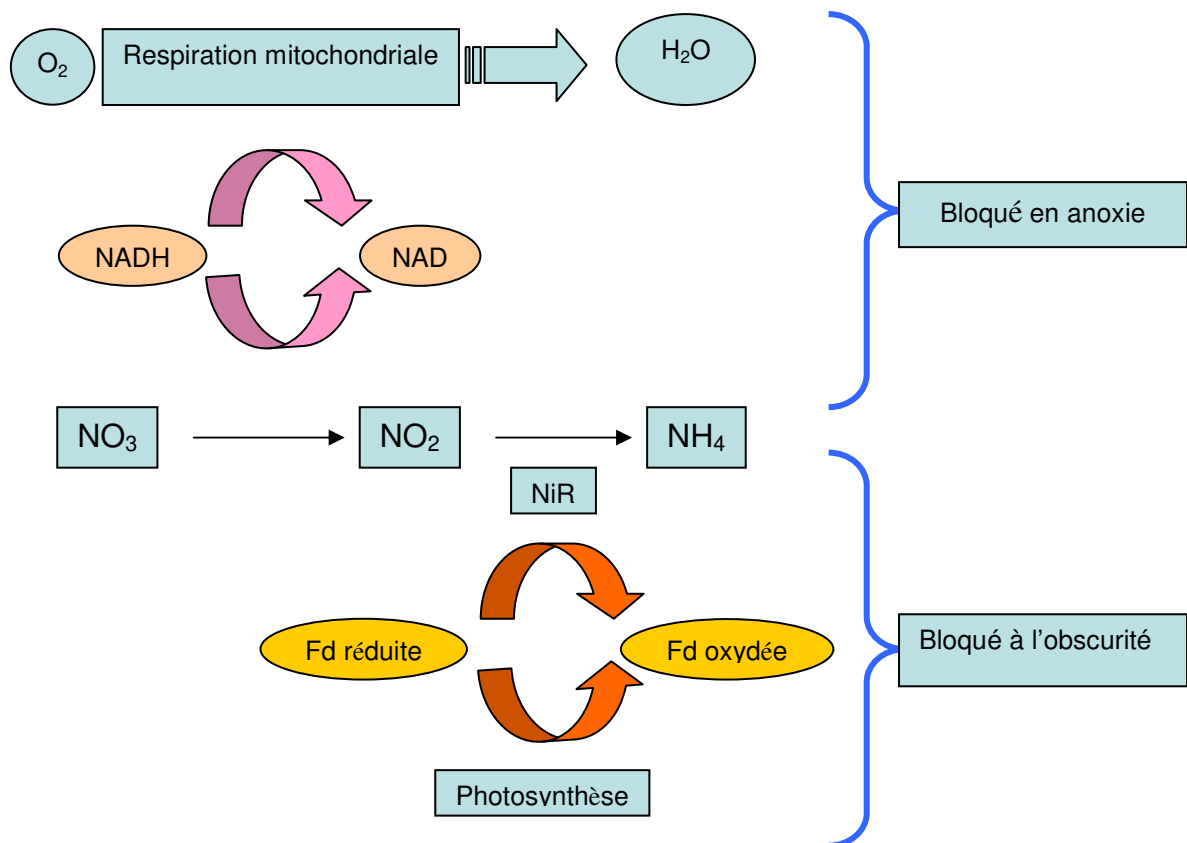 O₂
Respiration mitochondriale
H₂O
Bloqué en anoxie
NADH
NAD
NO₃
NO₂
NH₄
NiR
Fd réduite
Fd oxydée
Bloqué à l'obscurité
Photosynthèse